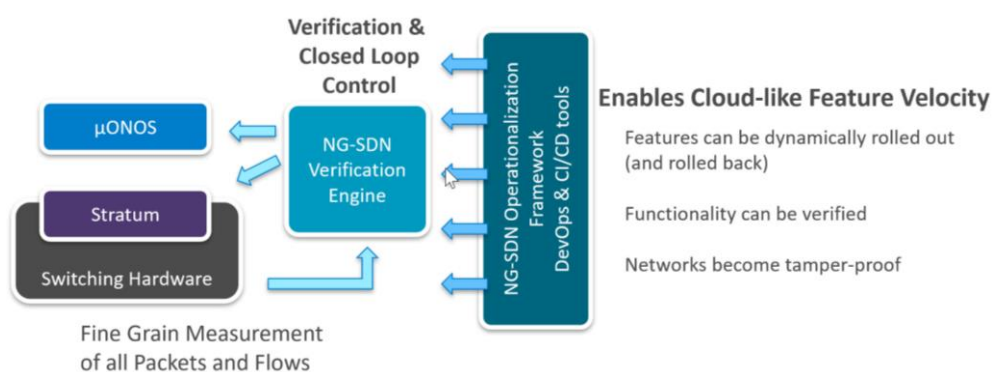 Verification &
Closed Loop
Control
µONOS
NG-SDN
Verification
Engine
Stratum
Switching Hardware
Fine Grain Measurement
of all Packets and Flows
NG-SDN Operationalization
Framework
DevOps & CI/CD tools
Enables Cloud-like Feature Velocity
Features can be dynamically rolled out
(and rolled back)
Functionality can be verified
Networks become tamper-proof